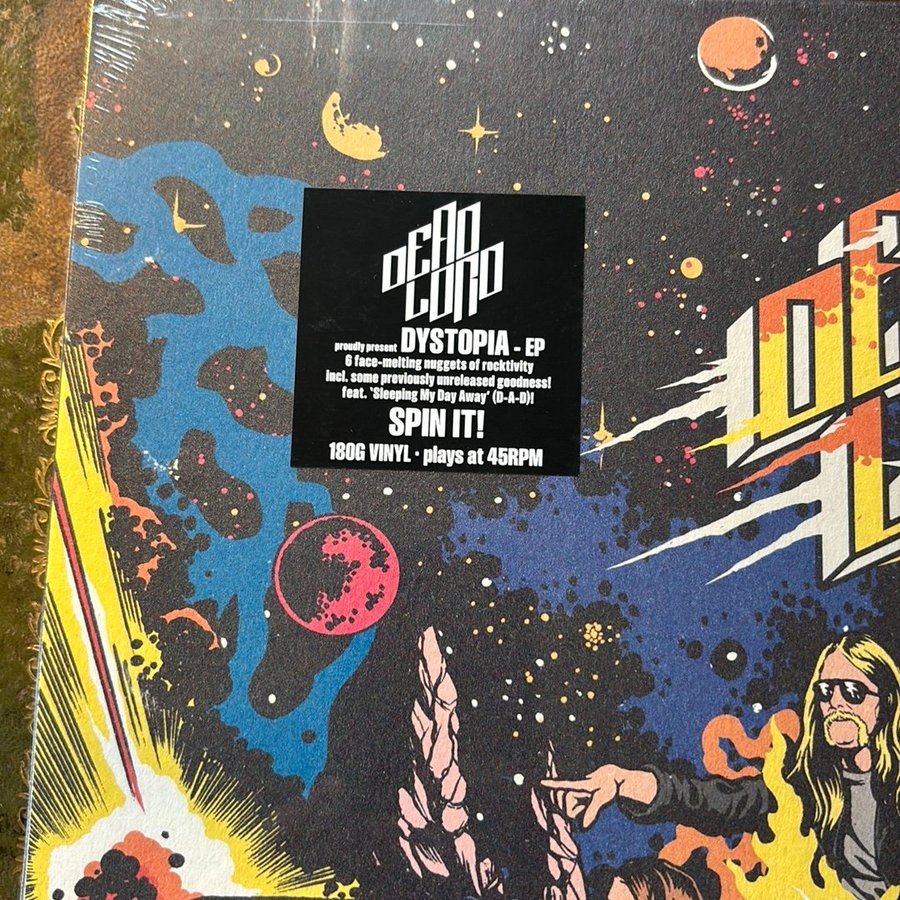 DEAD
LORD
proudly present DYSTOPIA - EP
6 face-melting nuggets of rocktivity
incl. some previously unreleased goodness!
feat. 'Sleeping My Day Away' (D-A-D)!
SPIN IT!
180G VINYL · plays at 45RPM
DE
L